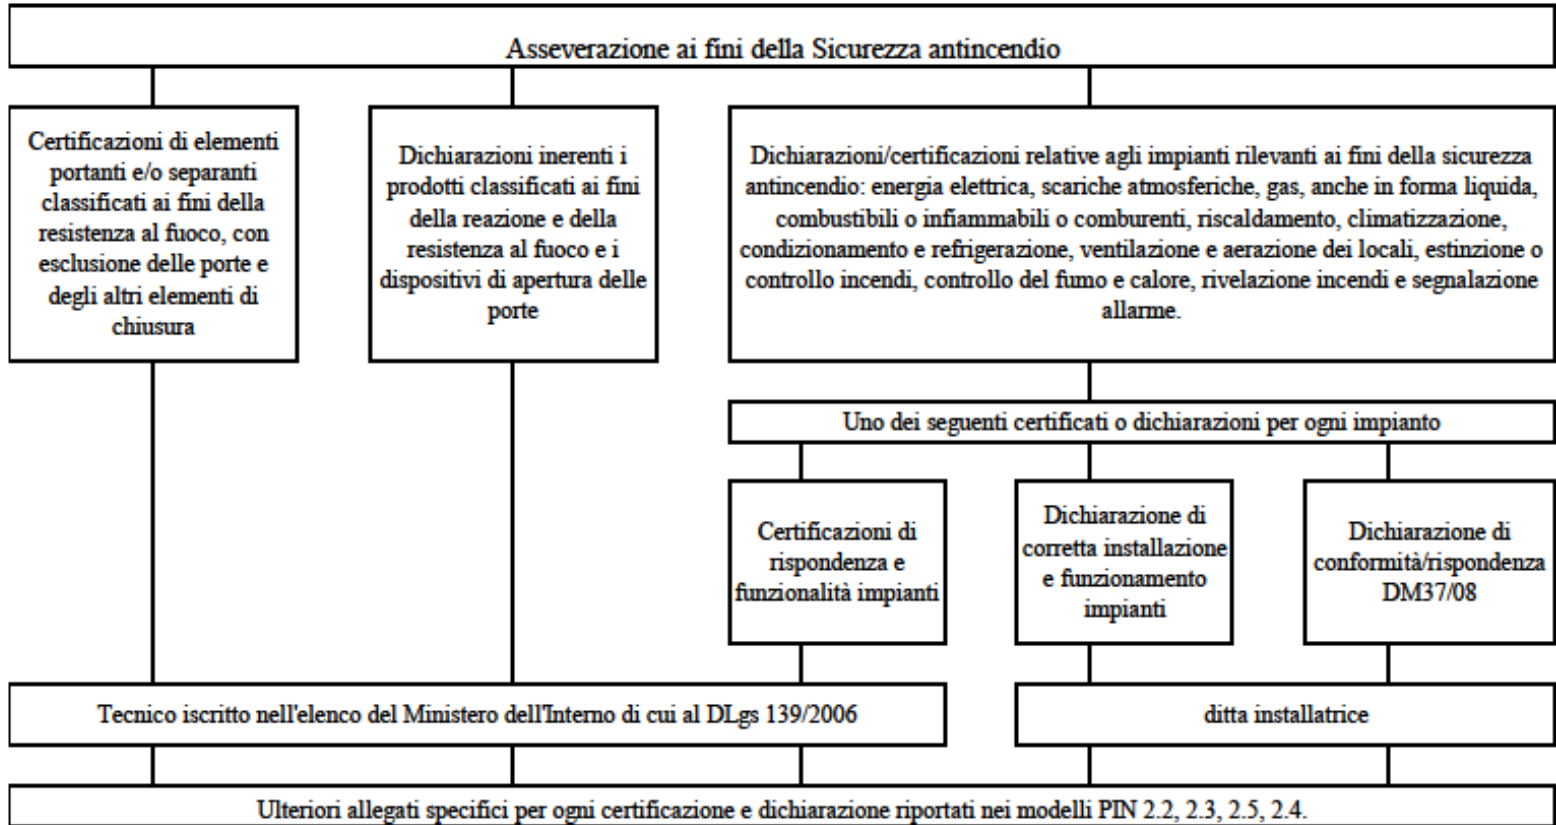 Asseverazione ai fini della Sicurezza antincendio
Certificazioni di elementi
portanti e/o separanti
classificati ai fini della
resistenza al fuoco, con
esclusione delle porte e
degli altri elementi di
chiusura
Dichiarazioni inerenti i
prodotti classificati ai fini
della reazione e della
resistenza al fuoco e i
dispositivi di apertura delle
porte
Dichiarazioni/certificazioni relative agli impianti rilevanti ai fini della sicurezza
antincendio: energia elettrica, scariche atmosferiche, gas, anche in forma liquida,
combustibili o infiammabili o comburenti, riscaldamento, climatizzazione,
condizionamento e refrigerazione, ventilazione e aerazione dei locali, estinzione o
controllo incendi, controllo del fumo e calore, rivelazione incendi e segnalazione
allarme.
Uno dei seguenti certificati o dichiarazioni per ogni impianto
Certificazioni di
rispondenza e
funzionalità impianti
Dichiarazione di
corretta installazione
e funzionamento
impianti
Dichiarazione di
conformità/rispondenza
DM37/08
Tecnico iscritto nell'elenco del Ministero dell'Interno di cui al DLgs 139/2006
ditta installatrice
Ulteriori allegati specifici per ogni certificazione e dichiarazione riportati nei modelli PIN 2.2, 2.3, 2.5, 2.4.